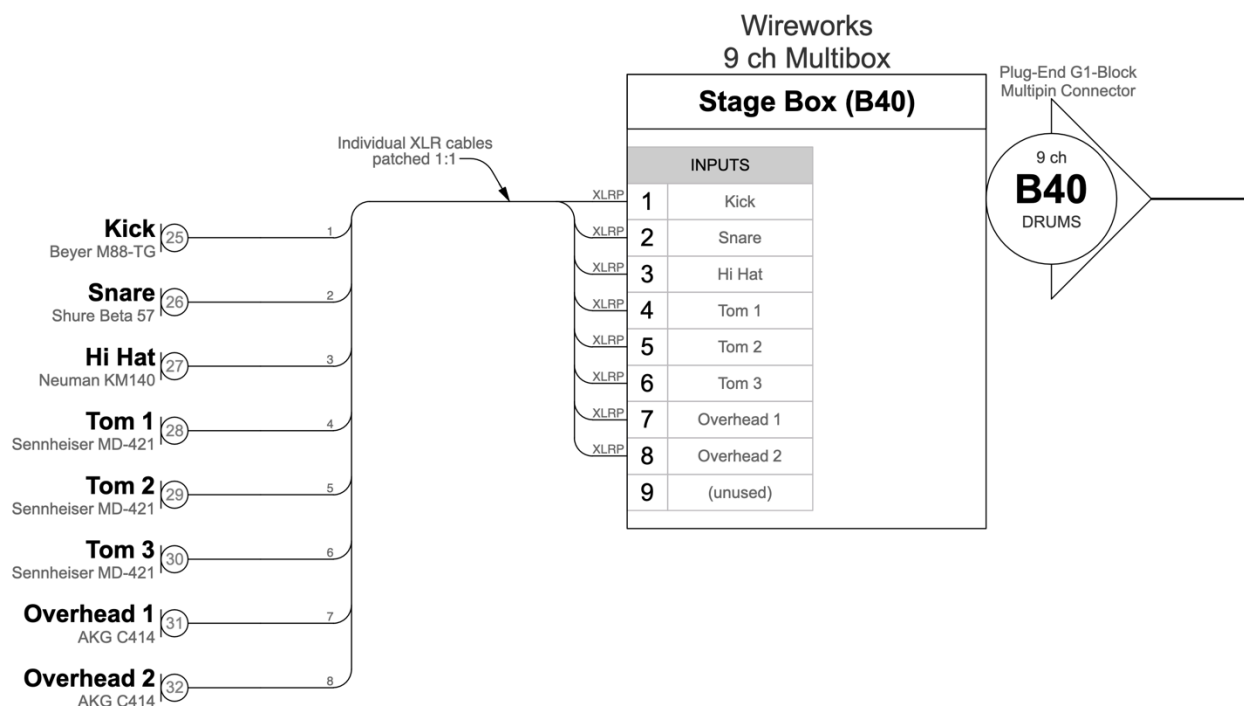 Wireworks
9 ch Multibox
Plug-End G1-Block
Multipin Connector
Stage Box (B40)
Individual XLR cables
patched 1:1
INPUTS
9 ch
B40
DRUMS
XLRP
1 Kick
XLRP
2 Snare
XLRP
3 Hi Hat
XLRP
4 Tom 1
XLRP
5 Tom 2
XLRP
6 Tom 3
XLRP
7 Overhead 1
XLRP
8 Overhead 2
9 (unused)
Kick
Beyer M88-TG
25
1
Snare
Shure Beta 57
26
2
Hi Hat
Neuman KM140
27
3
Tom 1
Sennheiser MD-421
28
4
Tom 2
Sennheiser MD-421
29
5
Tom 3
Sennheiser MD-421
30
6
Overhead 1
AKG C414
31
7
Overhead 2
AKG C414
32
8